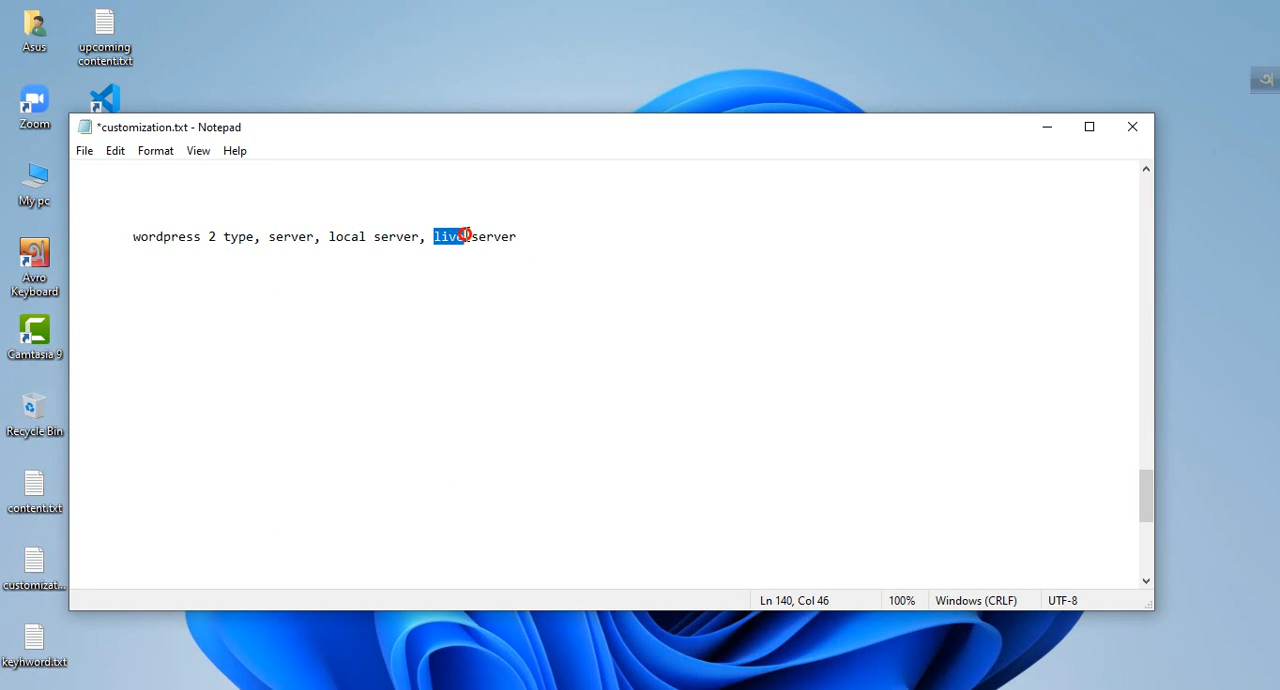 Asus
upcoming
content.txt
Zoom
*customization.txt - Notepad
File Edit Format View Help
My pc
wordpress 2 type, server, local server, live server
Avro
Keyboard
Camtasia 9
Recycle Bin
content.txt
customizat...
Ln 140, Col 46 100% Windows (CRLF) UTF-8
keyhword.txt
অ